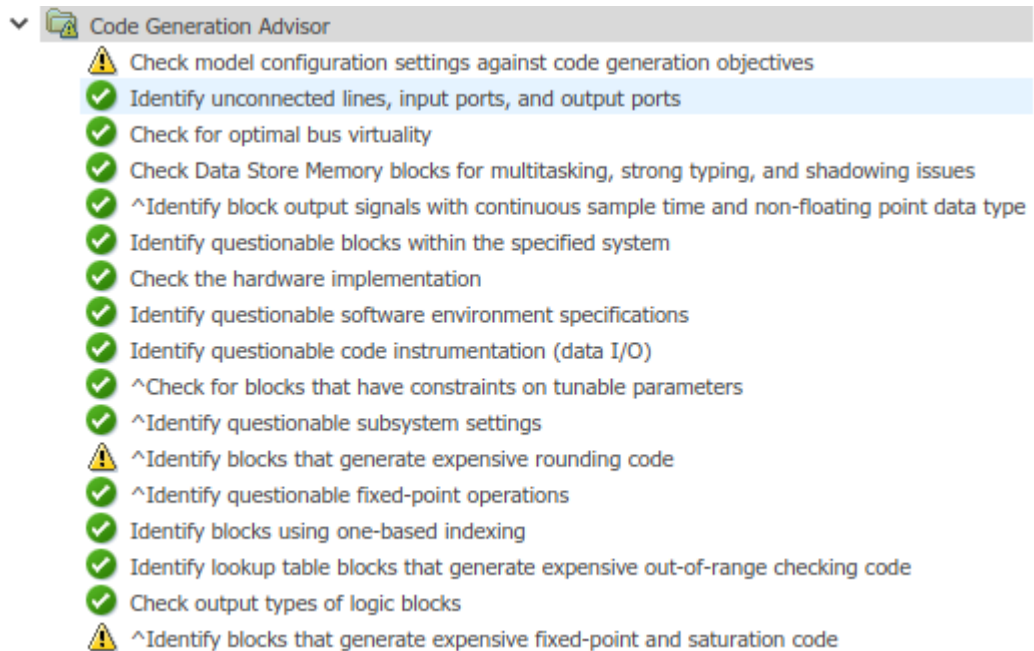 Code Generation Advisor
Check model configuration settings against code generation objectives
Identify unconnected lines, input ports, and output ports
Check for optimal bus virtuality
Check Data Store Memory blocks for multitasking, strong typing, and shadowing issues
^Identify block output signals with continuous sample time and non-floating point data type
Identify questionable blocks within the specified system
Check the hardware implementation
Identify questionable software environment specifications
Identify questionable code instrumentation (data I/O)
^Check for blocks that have constraints on tunable parameters
^Identify questionable subsystem settings
^Identify blocks that generate expensive rounding code
^Identify questionable fixed-point operations
Identify blocks using one-based indexing
Identify lookup table blocks that generate expensive out-of-range checking code
Check output types of logic blocks
^Identify blocks that generate expensive fixed-point and saturation code